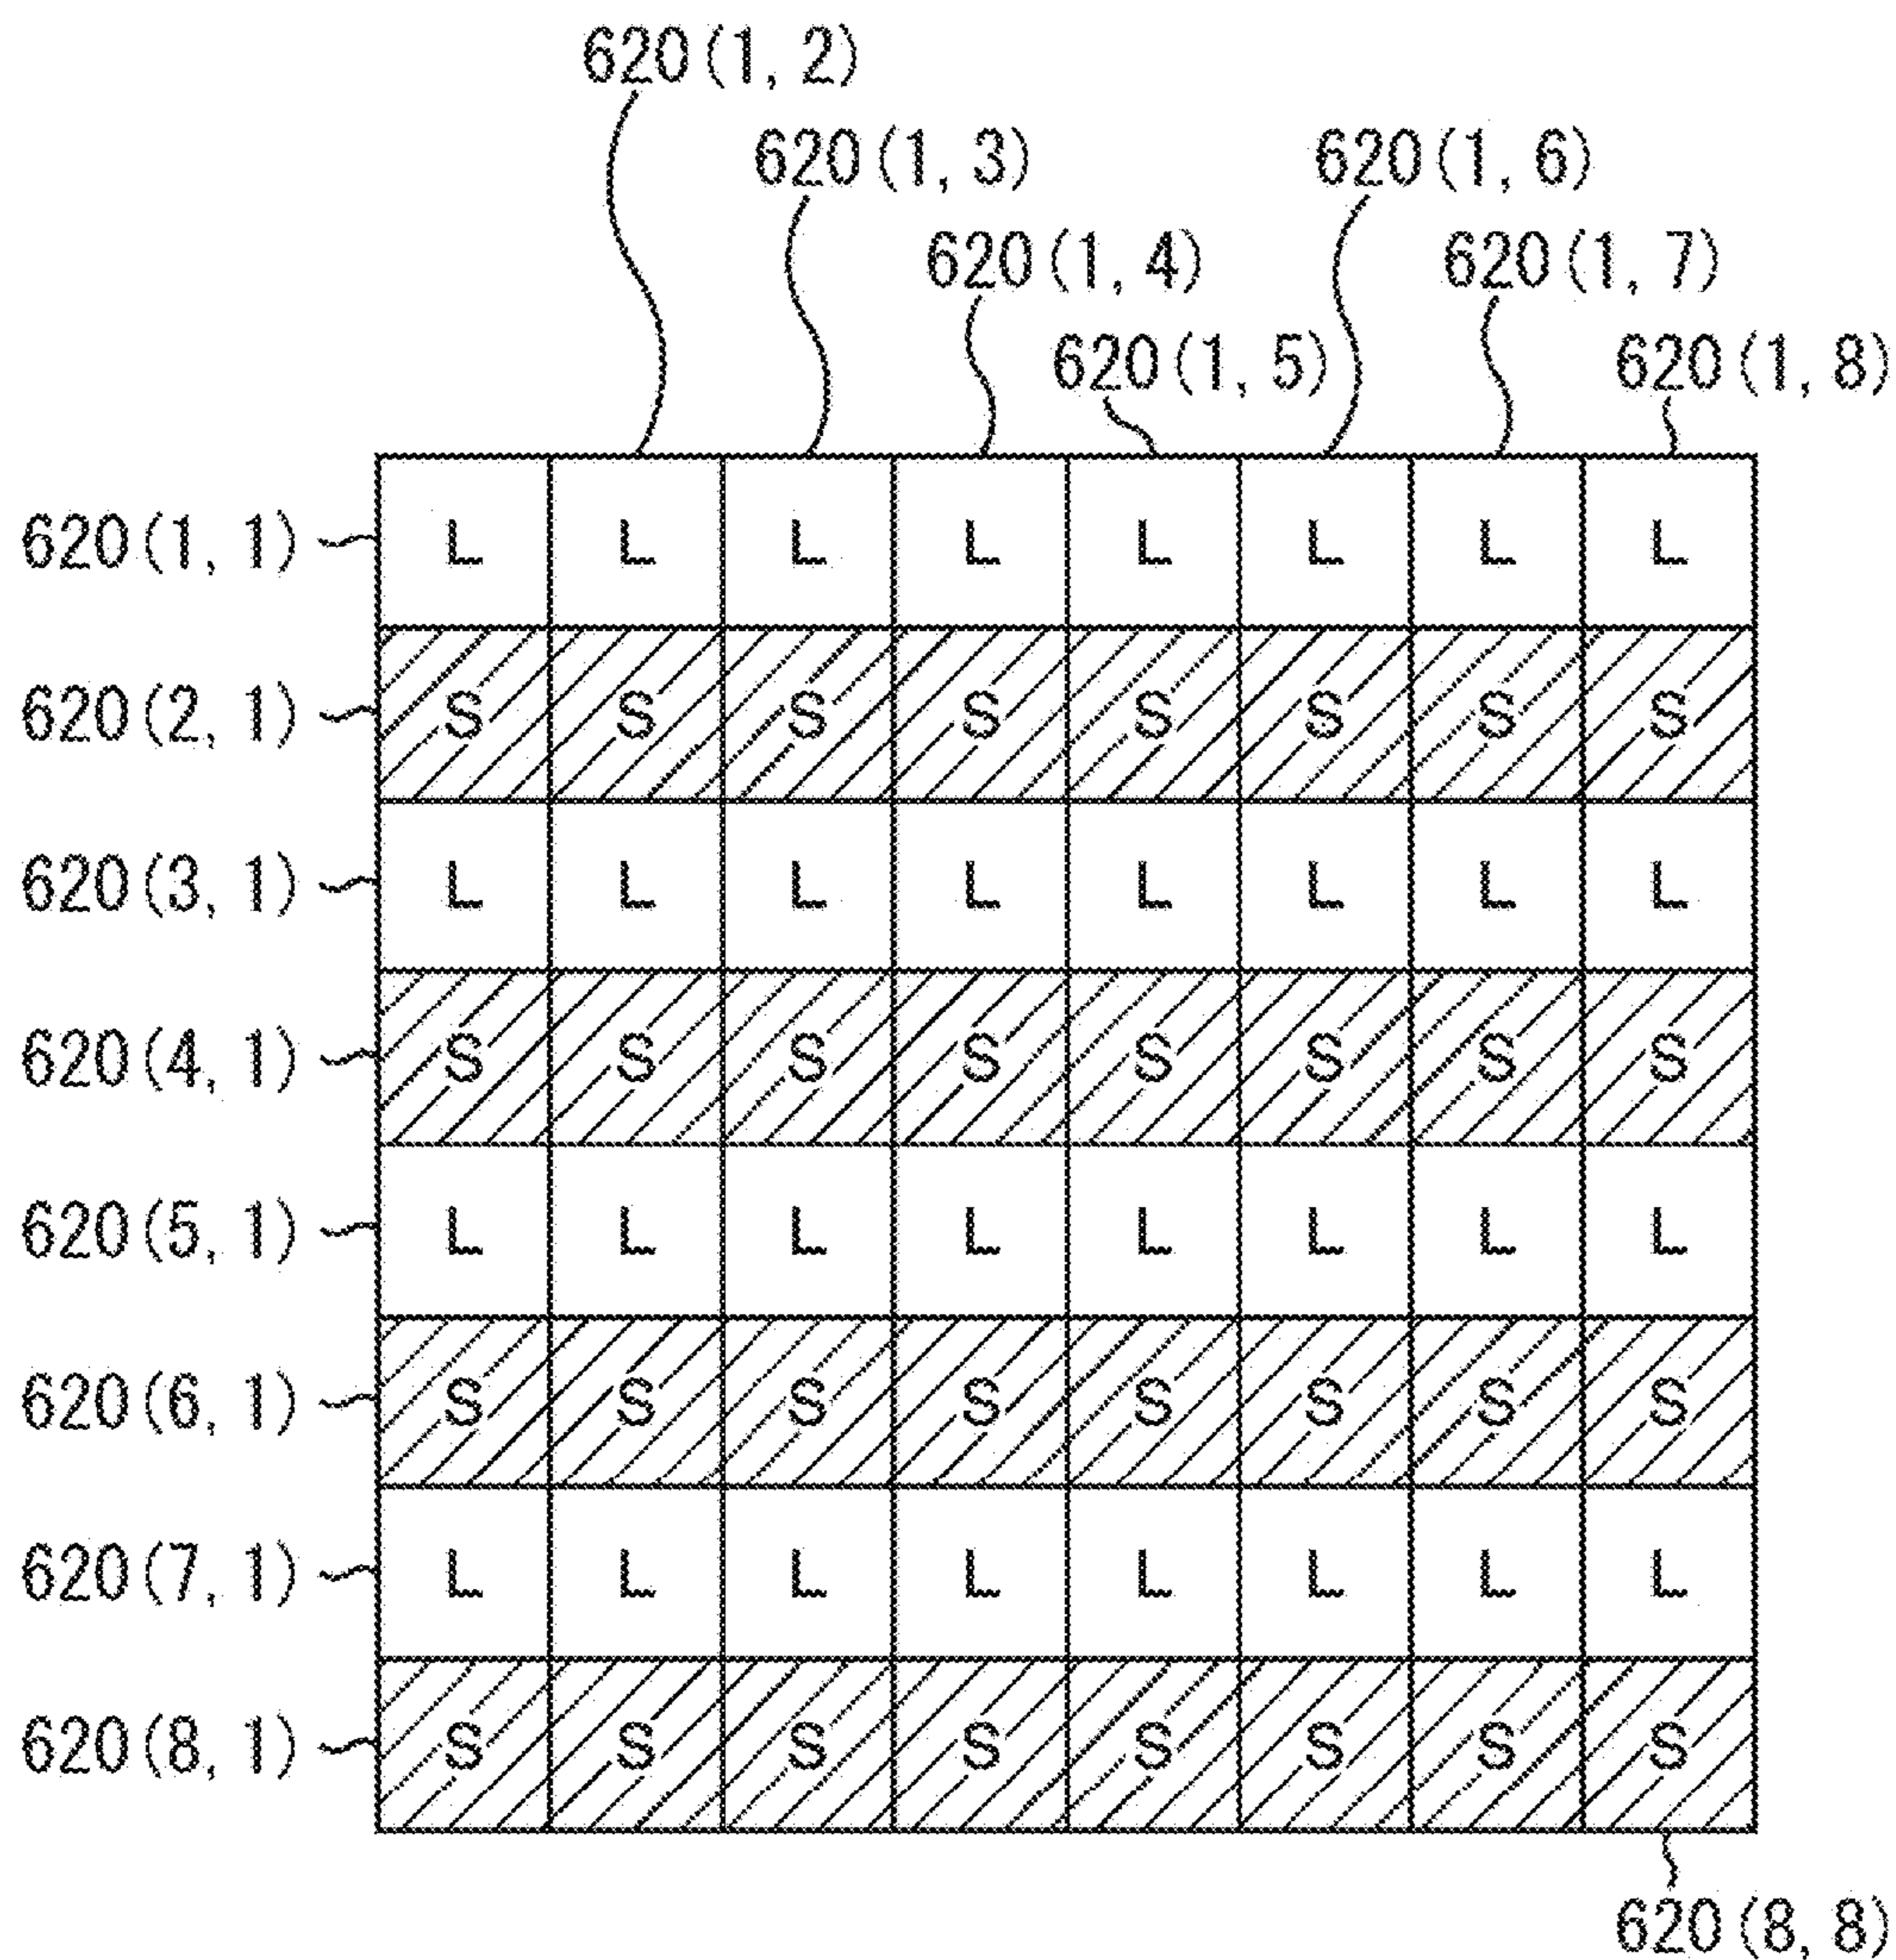 620(1, 2)
620(1, 3) 620(1, 6)
620(1, 4) 620(1, 7)
620(1, 5) 620(1, 8)
620(1, 1) L L L L L L L L
620(2, 1) S S S S S S S S
620(3, 1) L L L L L L L L
620(4, 1) S S S S S S S S
620(5, 1) L L L L L L L L
620(6, 1) S S S S S S S S
620(7, 1) L L L L L L L L
620(8, 1) S S S S S S S S
620(8, 8)